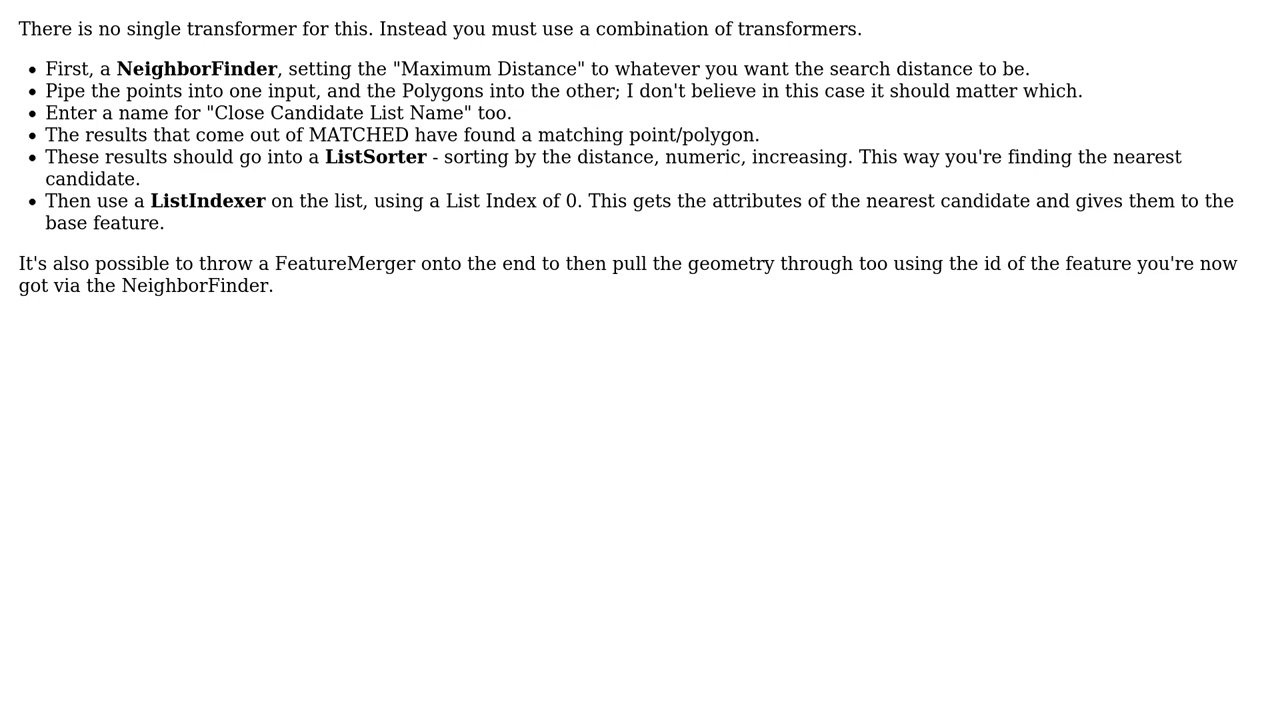 There is no single transformer for this. Instead you must use a combination of transformers.
• First, a NeighborFinder, setting the "Maximum Distance" to whatever you want the search distance to be.
• Pipe the points into one input, and the Polygons into the other; I don't believe in this case it should matter which.
• Enter a name for "Close Candidate List Name" too.
• The results that come out of MATCHED have found a matching point/polygon.
• These results should go into a ListSorter - sorting by the distance, numeric, increasing. This way you're finding the nearest
candidate.
• Then use a ListIndexer on the list, using a List Index of 0. This gets the attributes of the nearest candidate and gives them to the
base feature.
It's also possible to throw a FeatureMerger onto the end to then pull the geometry through too using the id of the feature you're now
got via the NeighborFinder.